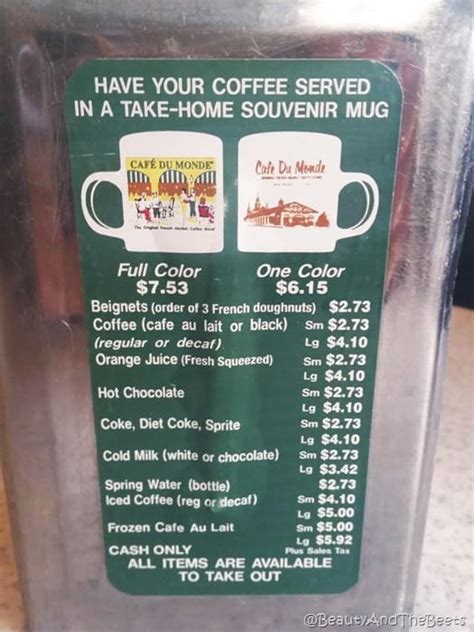 HAVE YOUR COFFEE SERVED
IN A TAKE-HOME SOUVENIR MUG
CAFÉ DU MONDE
The Original French Market Coffee Stand
Cafe Du Monde
Full Color One Color
$7.53 $6.15
Beignets (order of 3 French doughnuts) $2.73
Coffee (cafe au lait or black) Sm $2.73
(regular or decaf) Lg $4.10
Orange Juice (Fresh Squeezed) Sm $2.73
Lg $4.10
Hot Chocolate Sm $2.73
Lg $4.10
Coke, Diet Coke, Sprite Sm $2.73
Lg $4.10
Cold Milk (white or chocolate) Sm $2.73
Lg $3.42
Spring Water (bottle) $2.73
Iced Coffee (reg or decaf) Sm $4.10
Lg $5.00
Frozen Cafe Au Lait Sm $5.00
Lg $5.92
CASH ONLY Plus Sales Tax
ALL ITEMS ARE AVAILABLE
TO TAKE OUT
@BeautyAndTheBeets